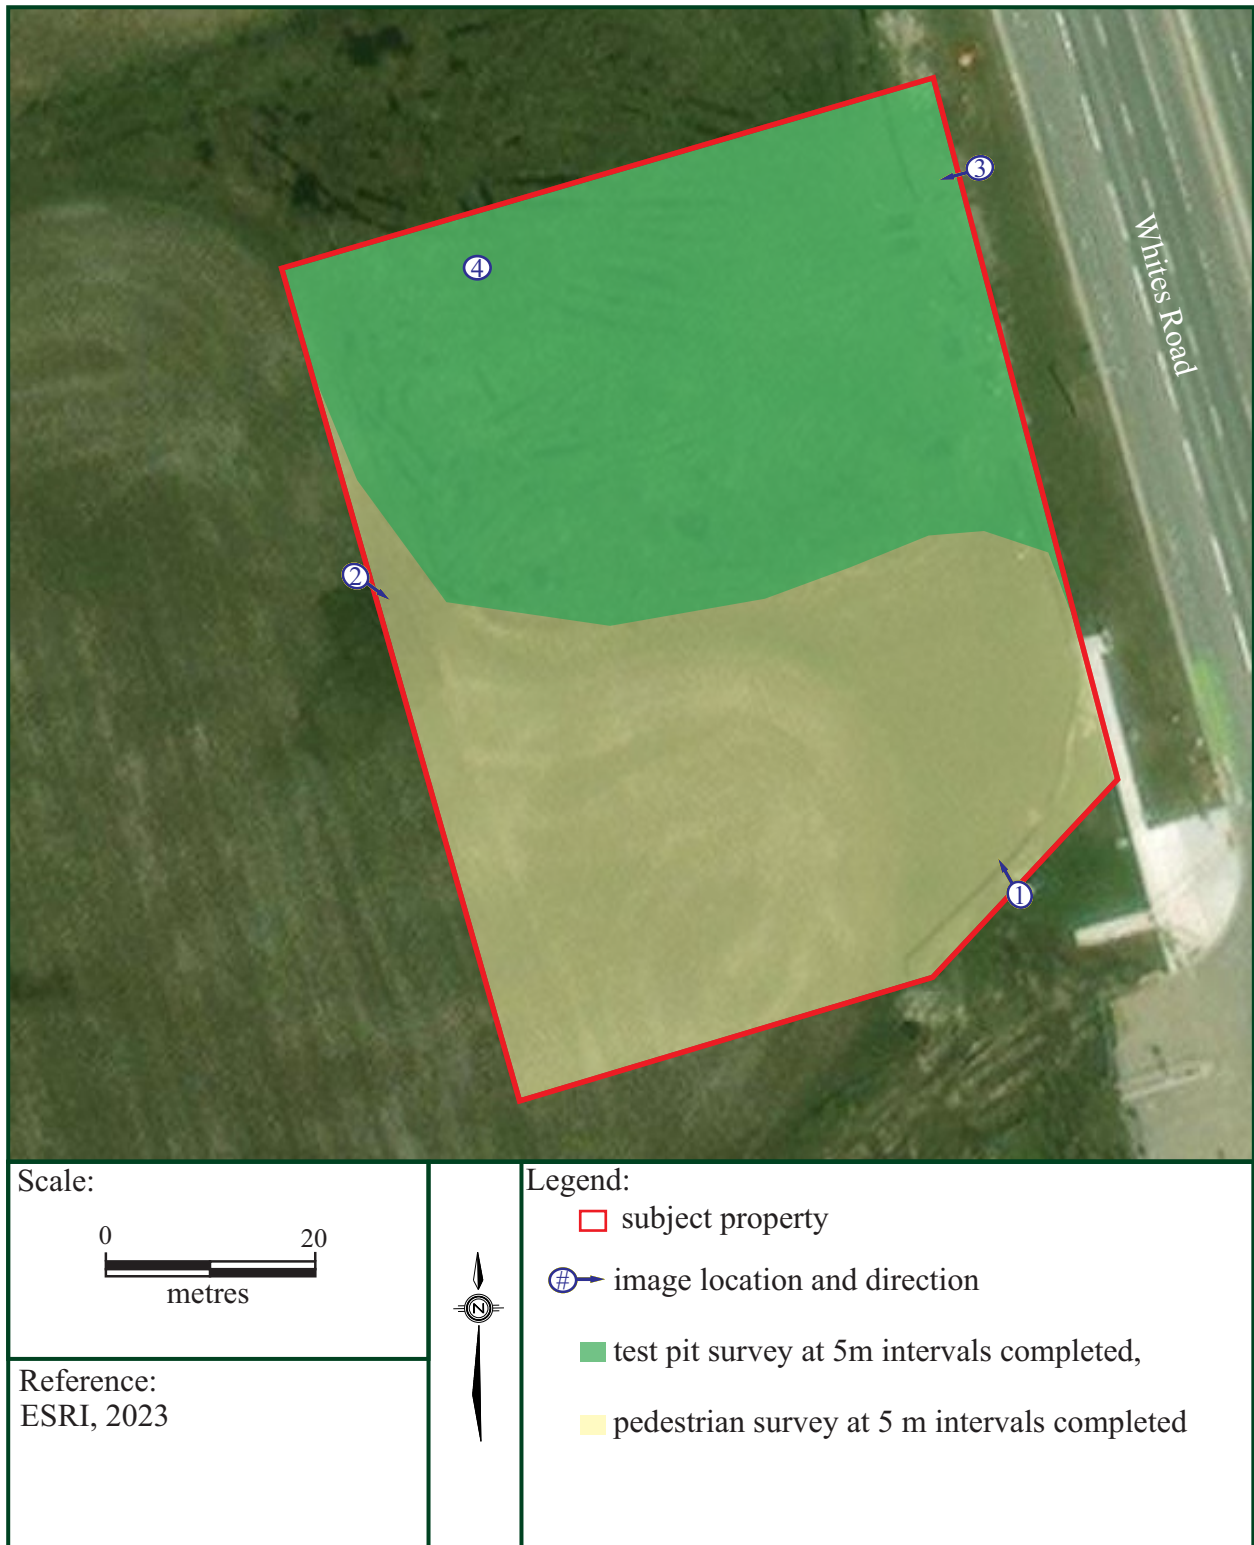 3
4
Whites Road
2
1
Scale:
0 20
metres
Reference:
ESRI, 2023
N
Legend:
subject property
# image location and direction
test pit survey at 5m intervals completed,
pedestrian survey at 5 m intervals completed